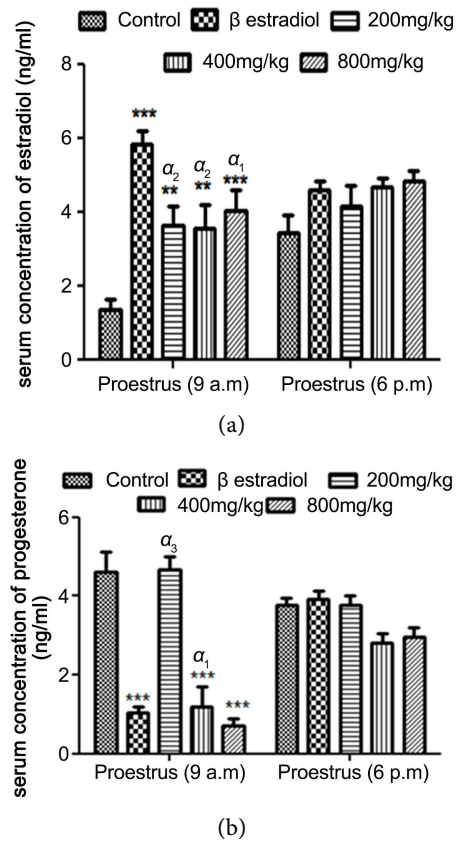 Control β estradiol 200mg/kg
400mg/kg 800mg/kg
serum concentration of estradiol (ng/ml)
8
6
4
2
0
***
α2
**
α2
**
α1
***
Proestrus (9 a.m) Proestrus (6 p.m)
(a)
Control β estradiol 200mg/kg
400mg/kg 800mg/kg
serum concentration of progesterone
(ng/ml)
6
4
2
0
***
α3
α1
***
***
Proestrus (9 a.m) Proestrus (6 p.m)
(b)